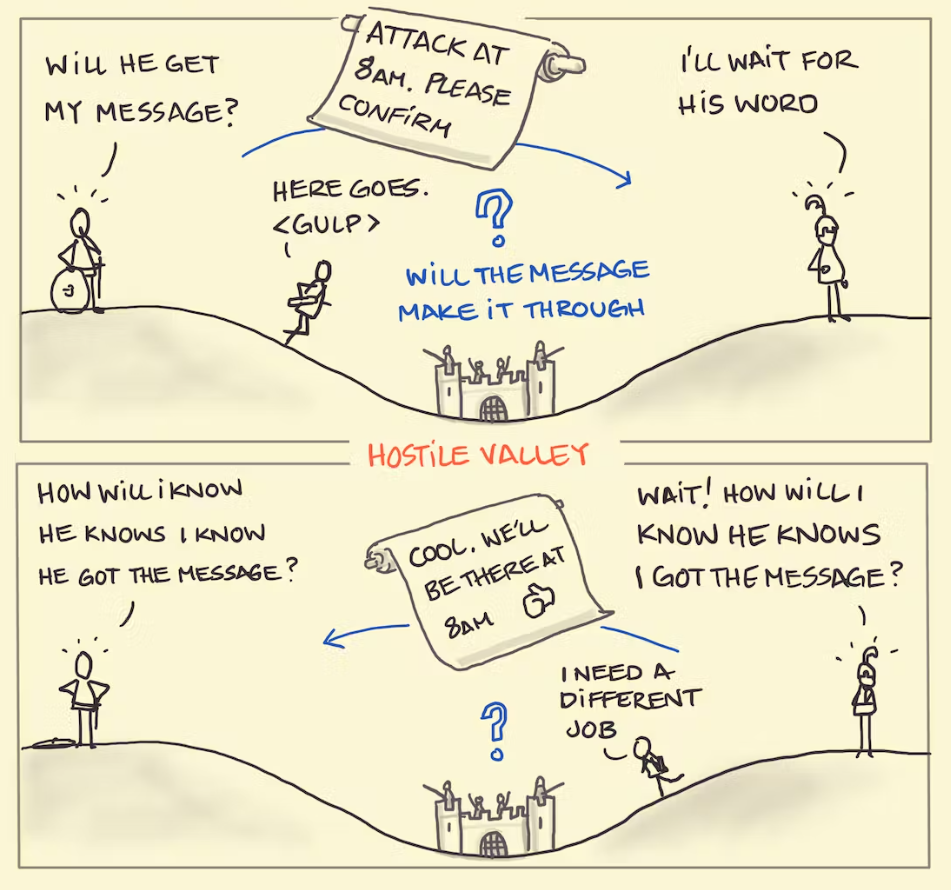 WILL HE GET
MY MESSAGE?
ATTACK AT
8AM. PLEASE
CONFIRM
I'LL WAIT FOR
HIS WORD
HERE GOES.
<GULP>
?
WILL THE MESSAGE
MAKE IT THROUGH
HOSTILE VALLEY
HOW WILL I KNOW
HE KNOWS I KNOW
HE GOT THE MESSAGE?
COOL. WE'LL
BE THERE AT
8AM
WAIT! HOW WILL I
KNOW HE KNOWS
I GOT THE MESSAGE?
I NEED A
DIFFERENT
JOB
?